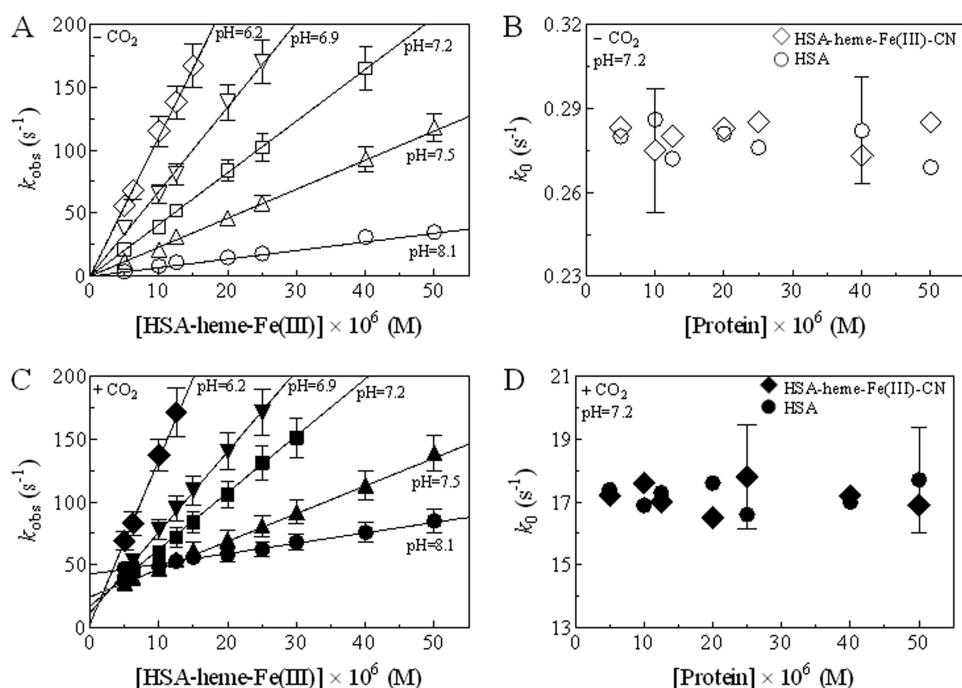 A
− CO₂
pH=6.2
pH=6.9
pH=7.2
pH=7.5
pH=8.1
200
150
100
50
0
k_obs (s⁻¹)
0 10 20 30 40 50
[HSA-heme-Fe(III)] × 10⁶ (M)
B
− CO₂
pH=7.2
HSA-heme-Fe(III)-CN
HSA
0.32
0.29
0.26
0.23
k₀ (s⁻¹)
0 10 20 30 40 50
[Protein] × 10⁶ (M)
C
+ CO₂
pH=6.2
pH=6.9
pH=7.2
pH=7.5
pH=8.1
200
150
100
50
0
k_obs (s⁻¹)
0 10 20 30 40 50
[HSA-heme-Fe(III)] × 10⁶ (M)
D
+ CO₂
pH=7.2
HSA-heme-Fe(III)-CN
HSA
21
19
17
15
13
k₀ (s⁻¹)
0 10 20 30 40 50
[Protein] × 10⁶ (M)